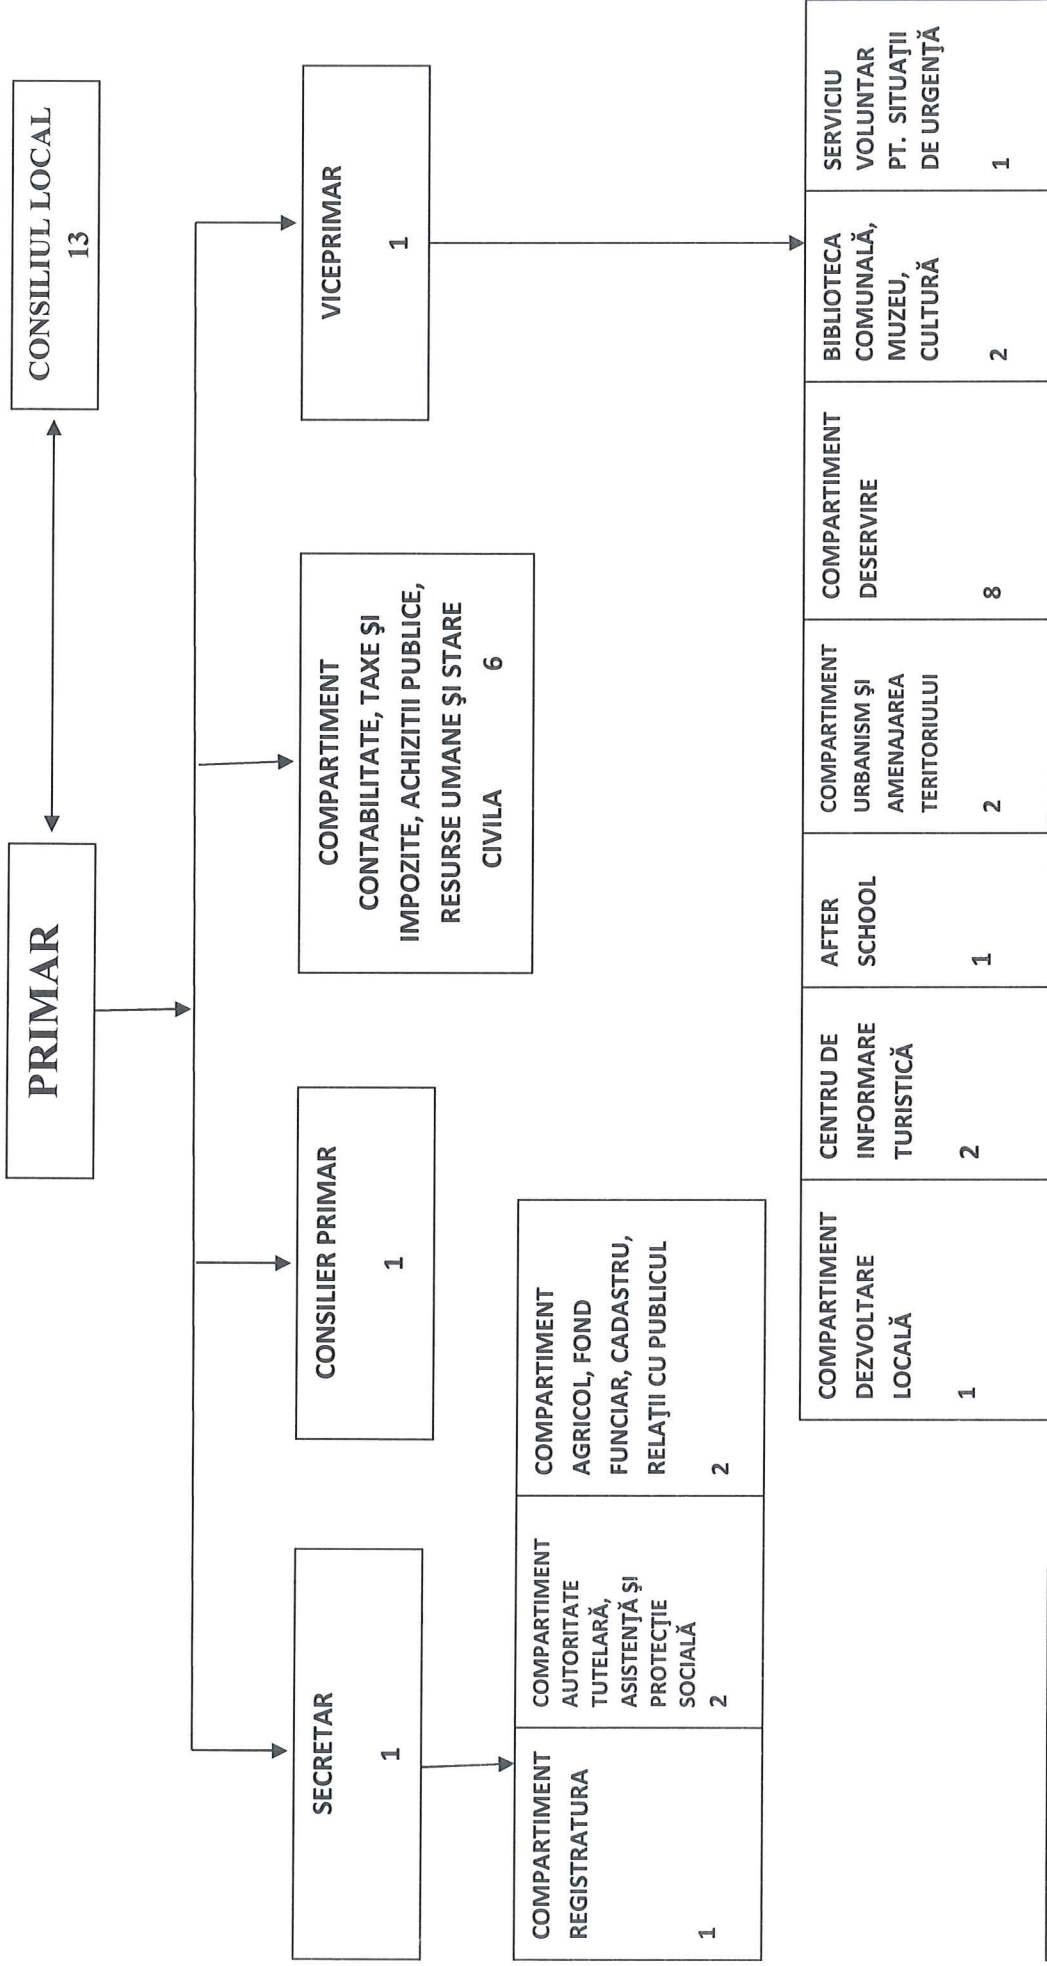 CONSILIUL LOCAL
13
PRIMAR
SECRETAR
1
CONSILIER PRIMAR
1
COMPARTIMENT
CONTABILITATE, TAXE ŞI
IMPOZITE, ACHIZITII PUBLICE,
RESURSE UMANE ŞI STARE
CIVILA 6
VICEPRIMAR
1
COMPARTIMENT
REGISTRATURA
1
COMPARTIMENT
AUTORITATE
TUTELARĂ,
ASISTENŢĂ ŞI
PROTECŢIE
SOCIALĂ
2
COMPARTIMENT
AGRICOL, FOND
FUNCIAR, CADASTRU,
RELAŢII CU PUBLICUL
2
COMPARTIMENT
DEZVOLTARE
LOCALĂ
1
CENTRU DE
INFORMARE
TURISTICĂ
2
AFTER
SCHOOL
1
COMPARTIMENT
URBANISM ŞI
AMENAJAREA
TERITORIULUI
2
COMPARTIMENT
DESERVIRE
8
BIBLIOTECA
COMUNALĂ,
MUZEU,
CULTURĂ
2
SERVICIU
VOLUNTAR
PT. SITUAŢII
DE URGENŢĂ
1